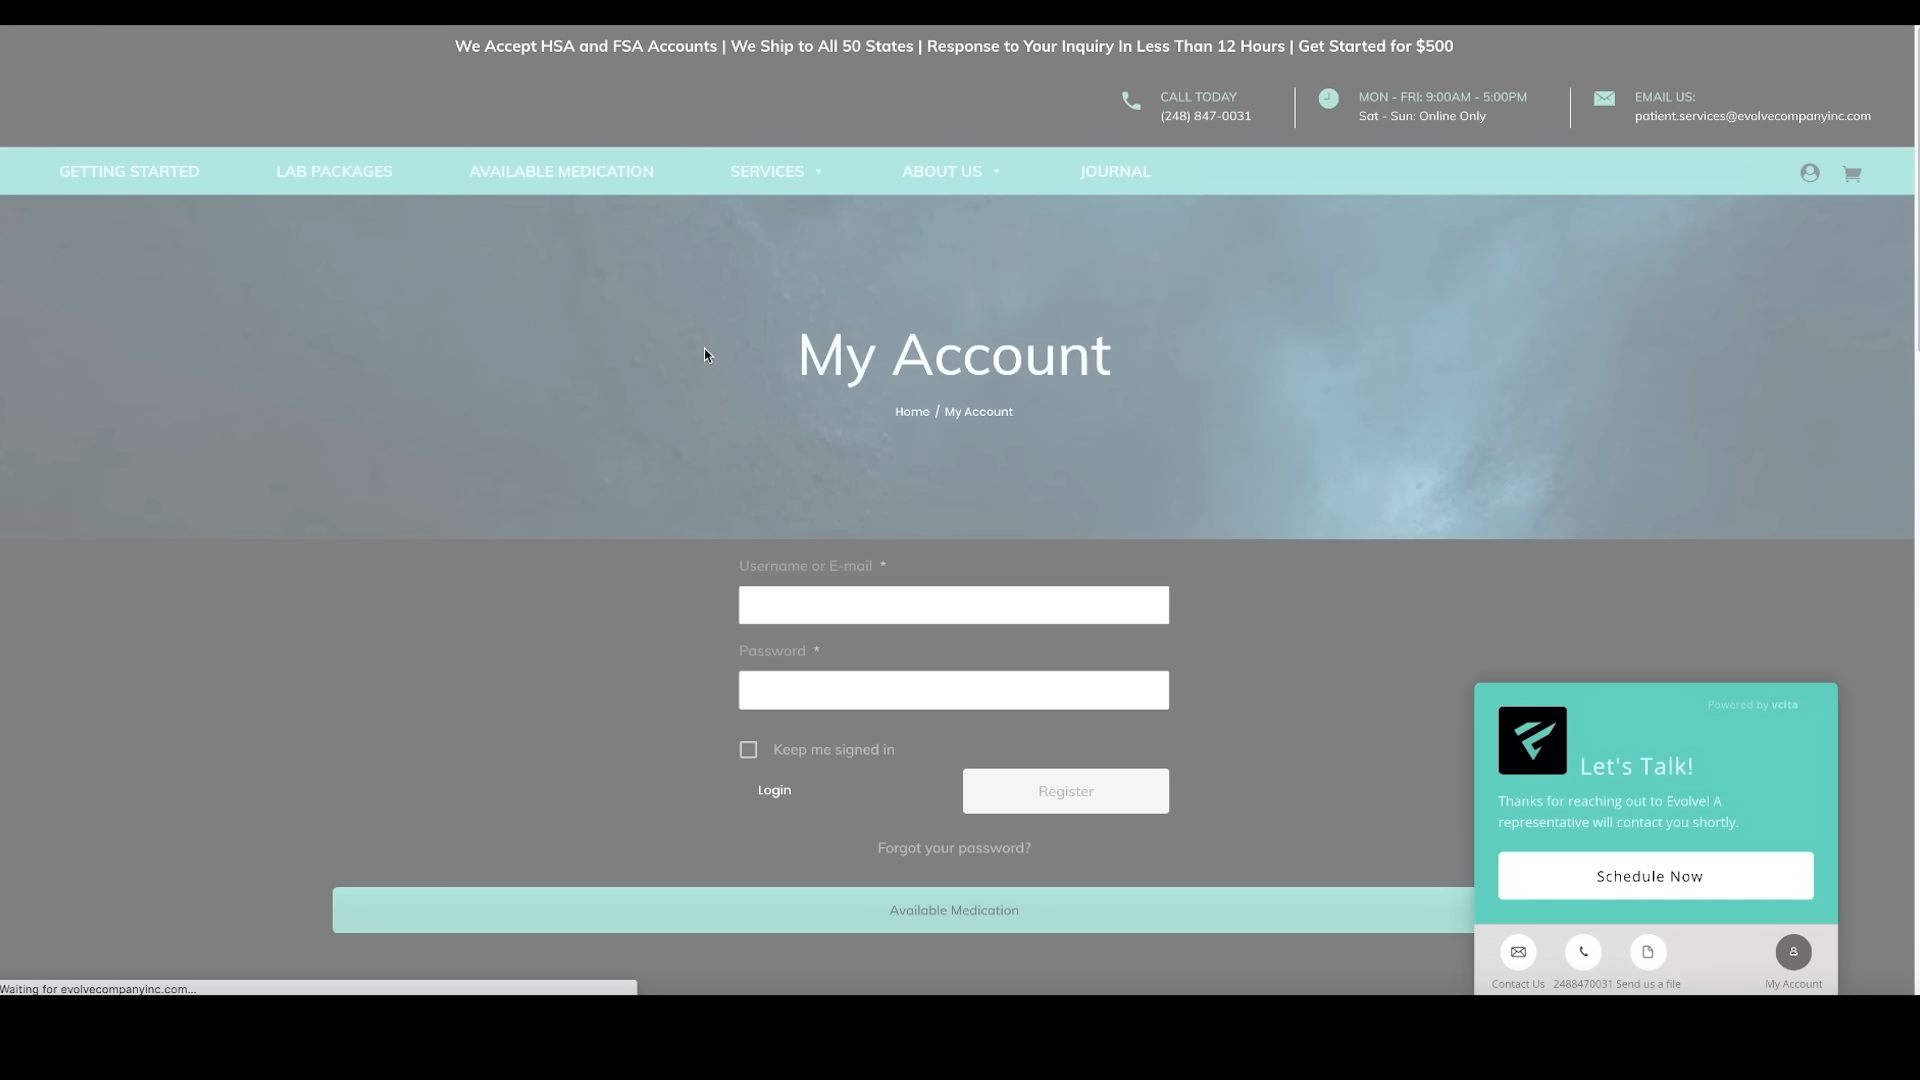 We Accept HSA and FSA Accounts | We Ship to All 50 States | Response to Your Inquiry In Less Than 12 Hours | Get Started for $500
CALL TODAY
(248) 847-0031
MON - FRI: 9:00AM - 5:00PM
Sat - Sun: Online Only
EMAIL US:
patient.services@evolvecompanyinc.com
GETTING STARTED
LAB PACKAGES
AVAILABLE MEDICATION
SERVICES
ABOUT US
JOURNAL
My Account
Home / My Account
Username or E-mail *
Password *
Keep me signed in
Login
Register
Forgot your password?
Available Medication
Powered by vcita
Let's Talk!
Thanks for reaching out to Evolve! A
representative will contact you shortly.
Schedule Now
Contact Us
2488470031
Send us a file
My Account
Waiting for evolvecompanyinc.com...